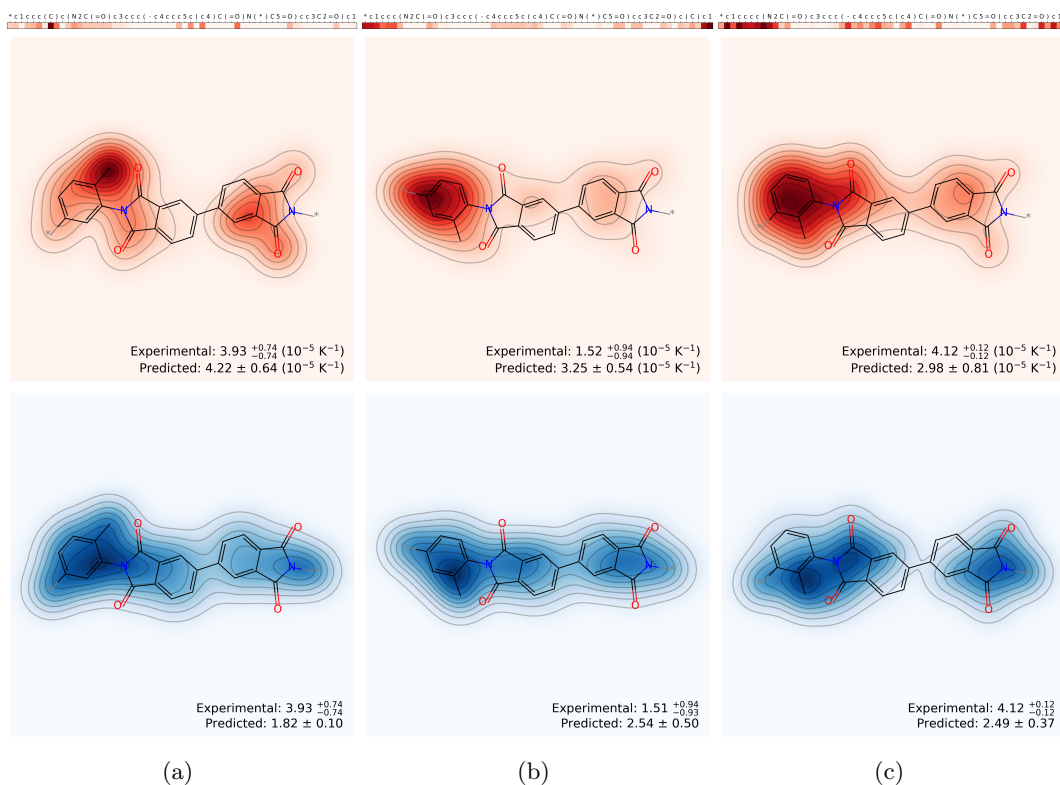 *c1ccc(C)c(N2C(=O)c3ccc(-c4ccc5c(c4)C(=O)N(*)C5=O)cc3C2=O)c1
*c1ccc(N2C(=O)c3ccc(-c4ccc5c(c4)C(=O)N(*)C5=O)cc3C2=O)c(C)c1
*c1cccc(N2C(=O)c3ccc(-c4ccc5c(c4)C(=O)N(*)C5=O)cc3C2=O)c1C
O O
* N N *
O O
Experimental: 3.93 +0.74 −0.74 (10−5 K−1)
Predicted: 4.22 ± 0.64 (10−5 K−1)
O O
* N N *
O O
Experimental: 1.52 +0.94 −0.94 (10−5 K−1)
Predicted: 3.25 ± 0.54 (10−5 K−1)
O O
* N N *
O O
Experimental: 4.12 +0.12 −0.12 (10−5 K−1)
Predicted: 2.98 ± 0.81 (10−5 K−1)
O O
* N N *
O O
Experimental: 3.93 +0.74 −0.74
Predicted: 1.82 ± 0.10
O O
* N N *
O O
Experimental: 1.51 +0.94 −0.93
Predicted: 2.54 ± 0.50
O O
* N N *
O O
Experimental: 4.12 +0.12 −0.12
Predicted: 2.49 ± 0.37
(a)
(b)
(c)